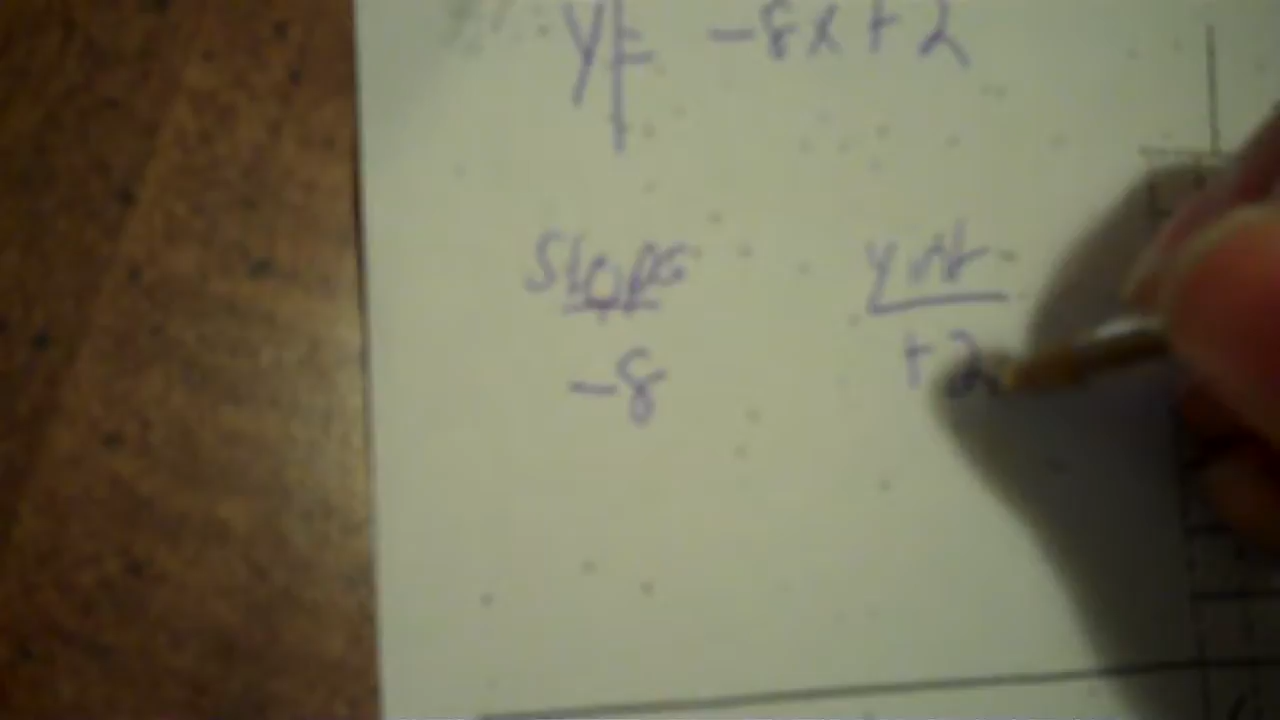 y = -8x + 2
Slope y int
-8 +2